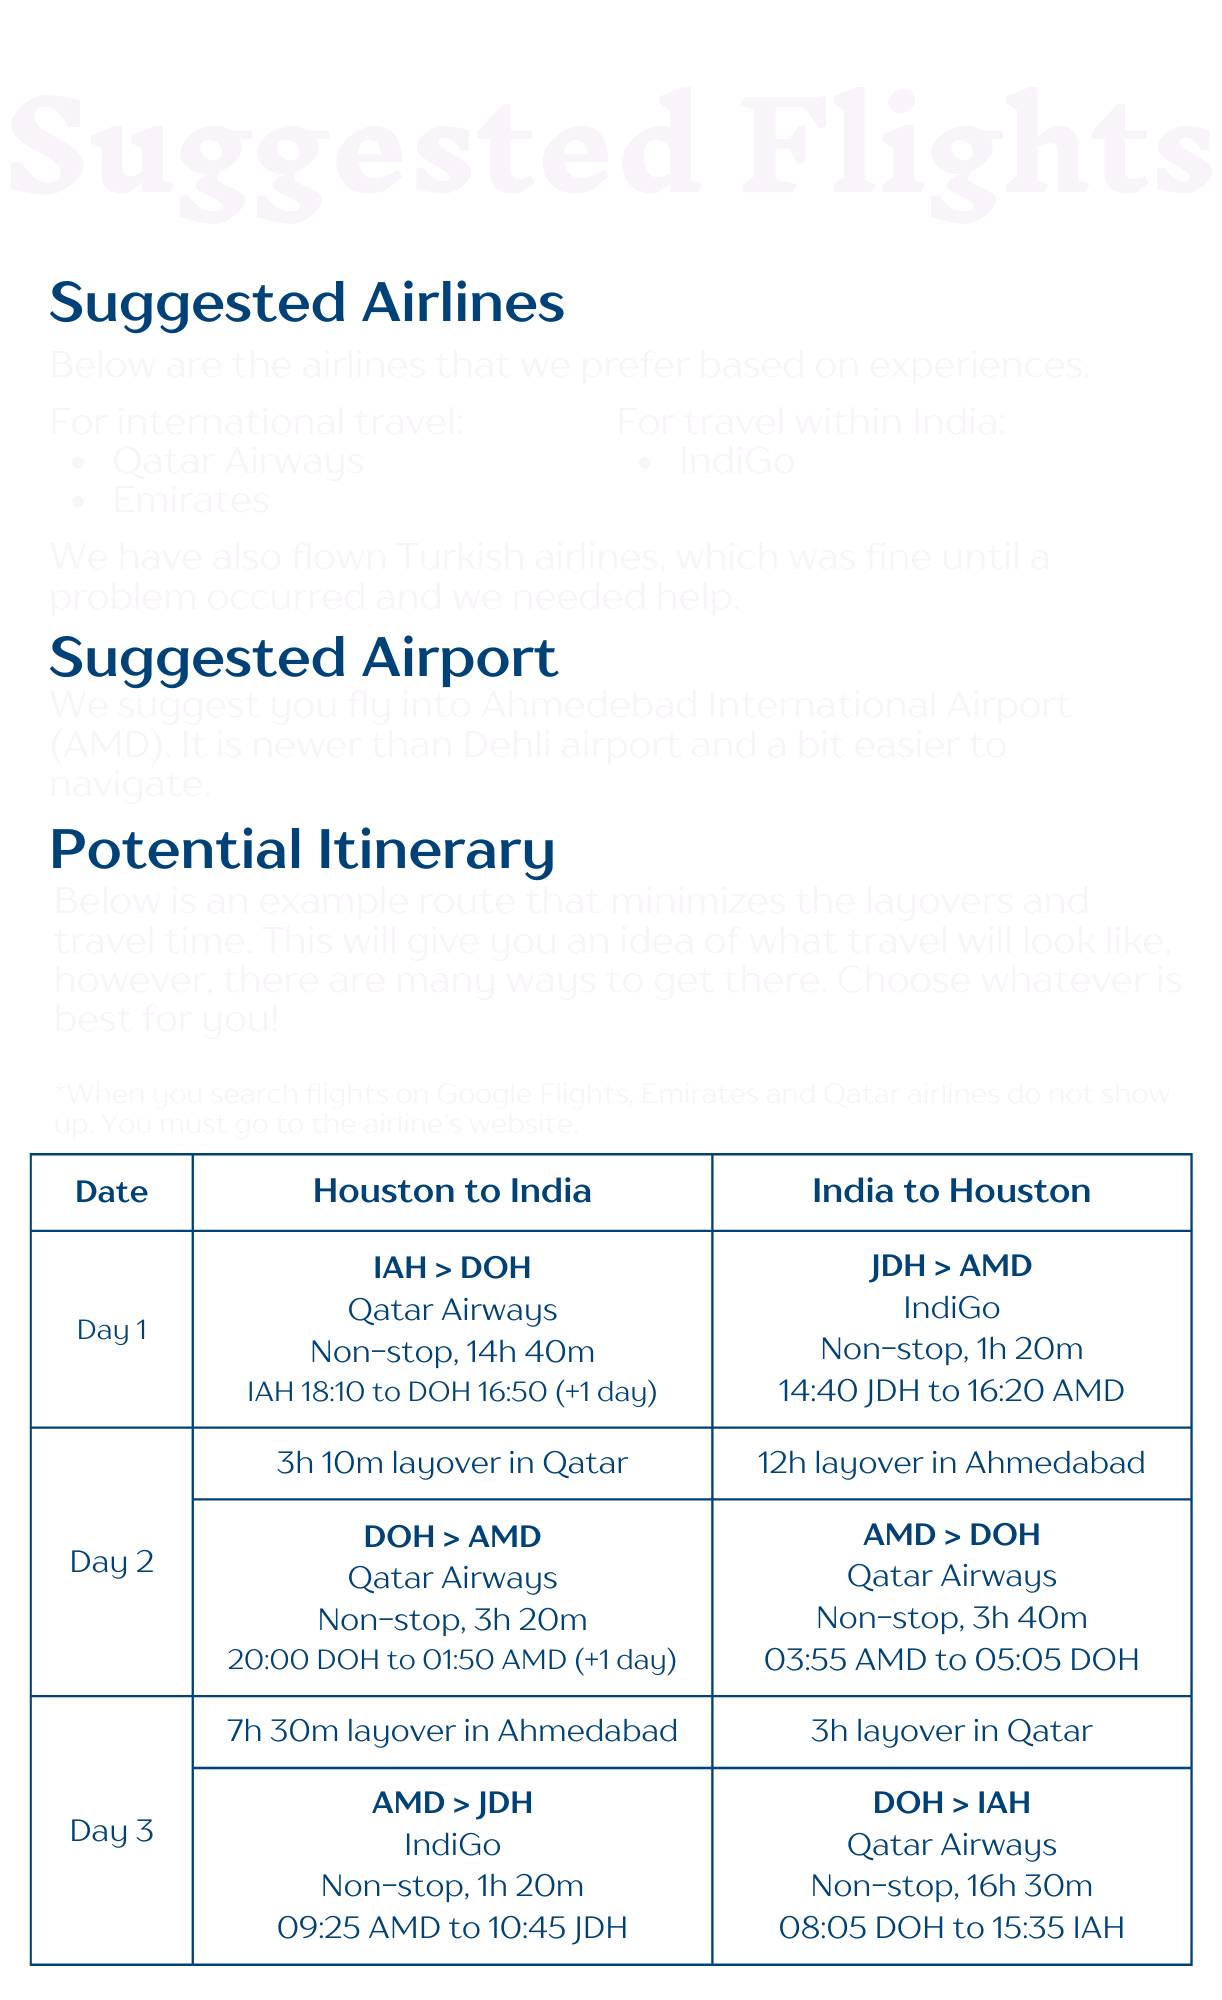 Suggested Flights
Suggested Airlines
Below are the airlines that we prefer based on experiences.
For international travel:
• Qatar Airways
• Emirates
For travel within India:
• IndiGo
We have also flown Turkish airlines, which was fine until a
problem occurred and we needed help.
Suggested Airport
We suggest you fly into Ahmedebad International Airport
(AMD). It is newer than Dehli airport and a bit easier to
navigate.
Potential Itinerary
Below is an example route that minimizes the layovers and
travel time. This will give you an idea of what travel will look like,
however, there are many ways to get there. Choose whatever is
best for you!
*When you search flights on Google Flights, Emirates and Qatar airlines do not show
up. You must go to the airline's website.
Date
Houston to India
India to Houston
Day 1
IAH > DOH
Qatar Airways
Non-stop, 14h 40m
IAH 18:10 to DOH 16:50 (+1 day)
JDH > AMD
IndiGo
Non-stop, 1h 20m
14:40 JDH to 16:20 AMD
Day 2
3h 10m layover in Qatar
12h layover in Ahmedabad
DOH > AMD
Qatar Airways
Non-stop, 3h 20m
20:00 DOH to 01:50 AMD (+1 day)
AMD > DOH
Qatar Airways
Non-stop, 3h 40m
03:55 AMD to 05:05 DOH
Day 3
7h 30m layover in Ahmedabad
3h layover in Qatar
AMD > JDH
IndiGo
Non-stop, 1h 20m
09:25 AMD to 10:45 JDH
DOH > IAH
Qatar Airways
Non-stop, 16h 30m
08:05 DOH to 15:35 IAH